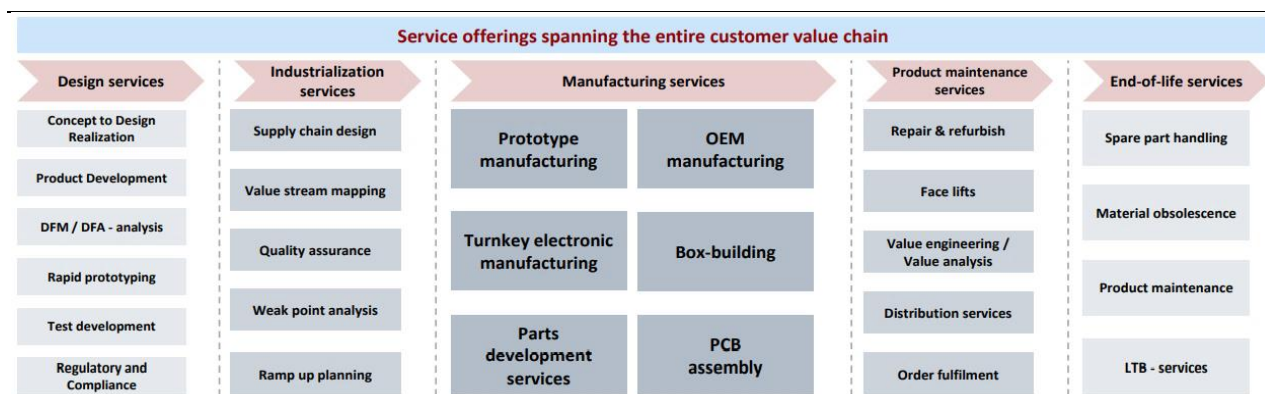 Service offerings spanning the entire customer value chain
Design services
Concept to Design
Realization
Product Development
DFM / DFA - analysis
Rapid prototyping
Test development
Regulatory and
Compliance
Industrialization
services
Supply chain design
Value stream mapping
Quality assurance
Weak point analysis
Ramp up planning
Manufacturing services
Prototype
manufacturing
OEM
manufacturing
Turnkey electronic
manufacturing
Box-building
Parts
development
services
PCB
assembly
Product maintenance
services
Repair & refurbish
Face lifts
Value engineering /
Value analysis
Distribution services
Order fulfilment
End-of-life services
Spare part handling
Material obsolescence
Product maintenance
LTB - services